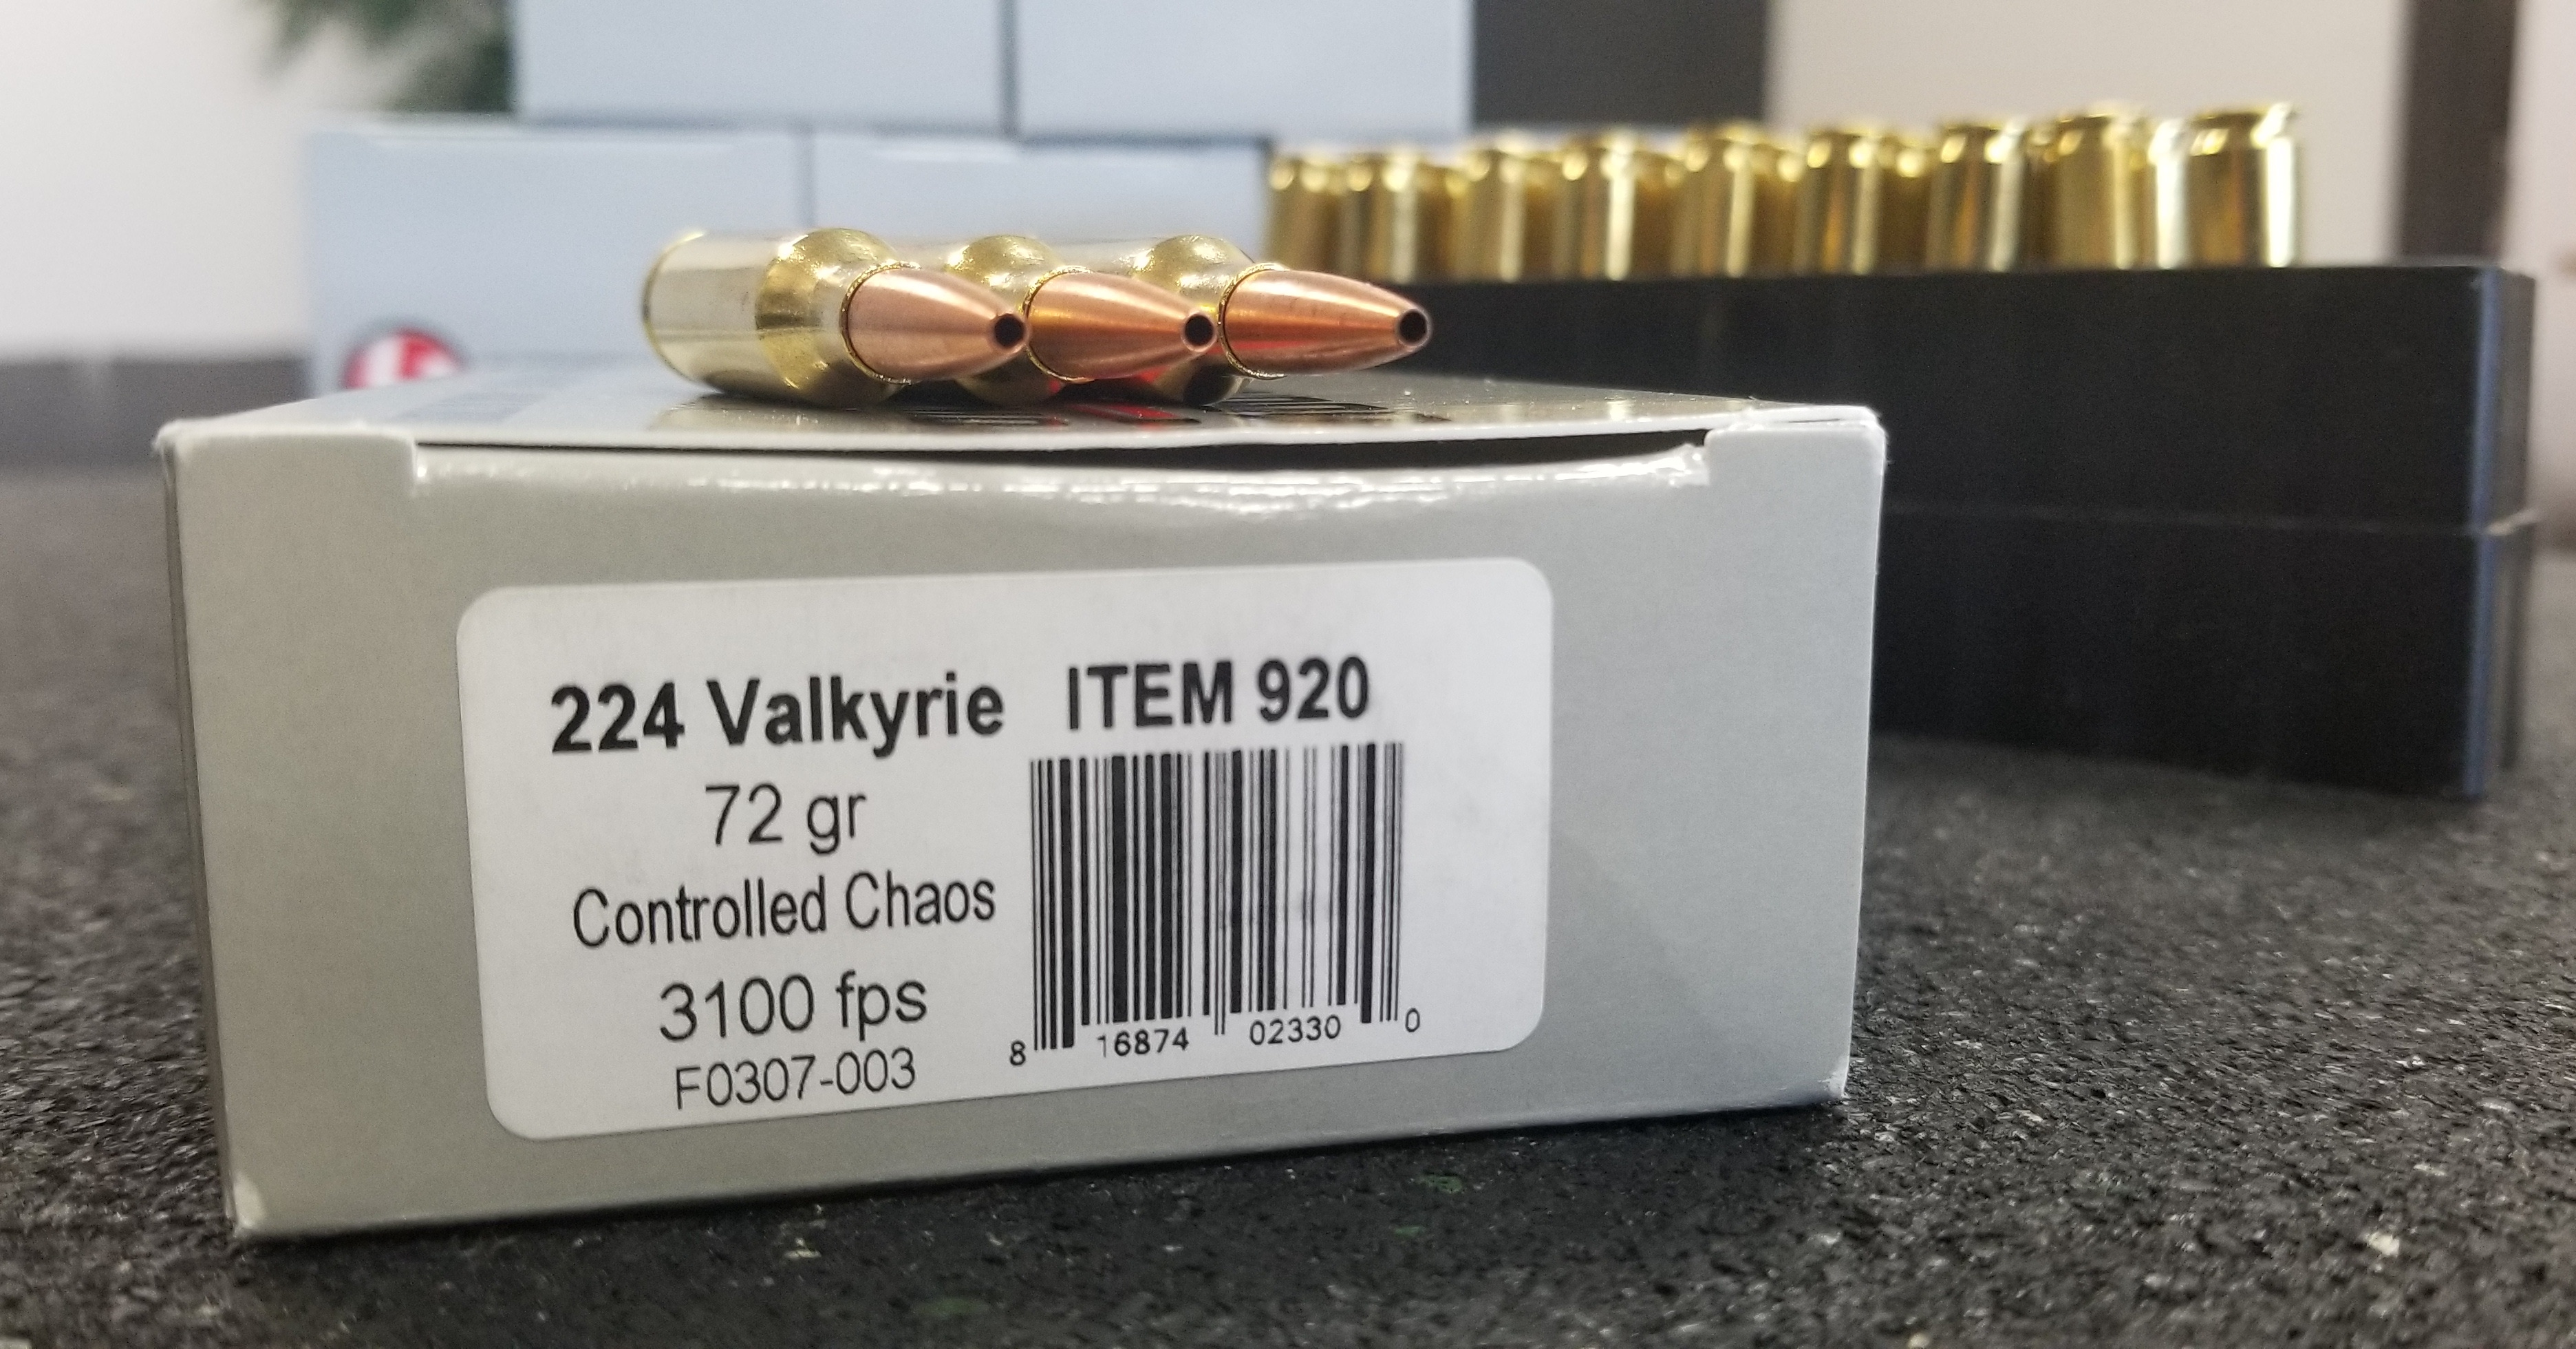 224 Valkyrie ITEM 920
72 gr
Controlled Chaos
3100 fps
F0307-003
8 16874 02330 0